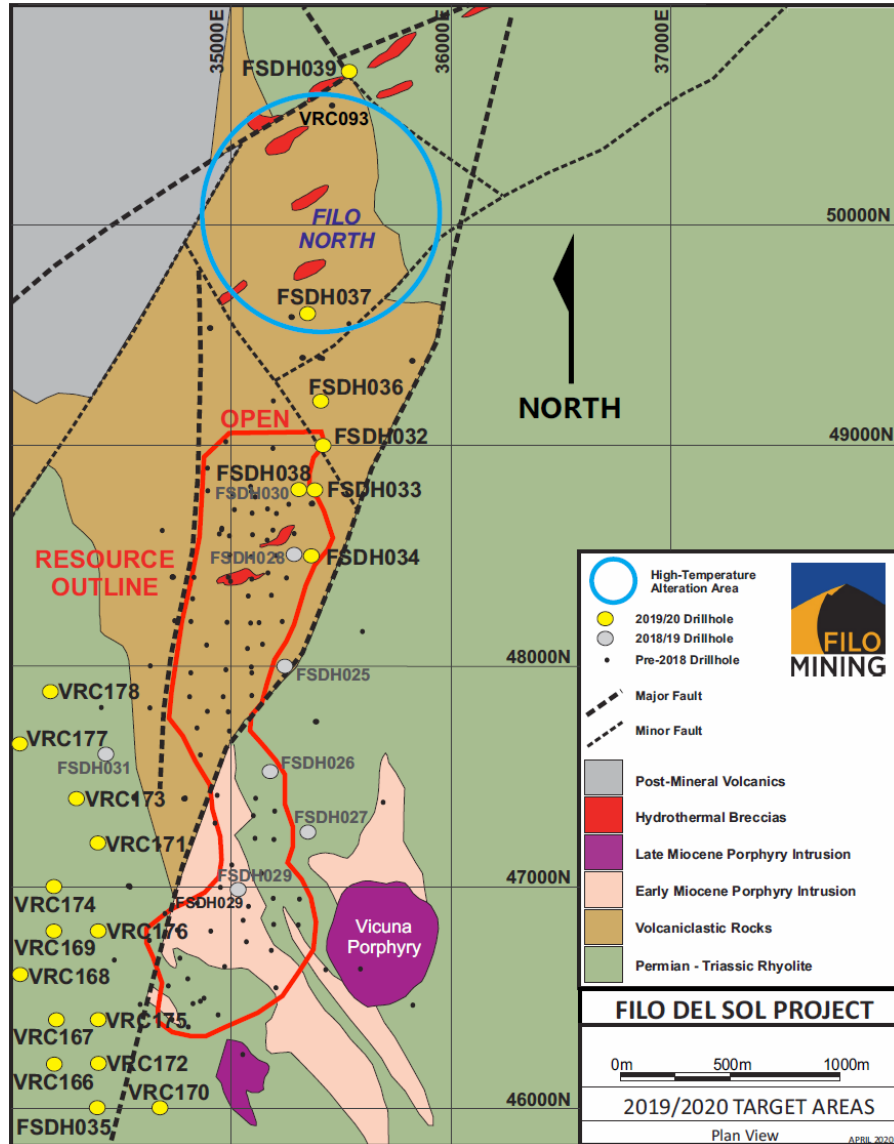 35000E
36000E
37000E
FSDH039
VRC093
FILO
NORTH
50000N
FSDH037
NORTH
FSDH036
OPEN
FSDH032
49000N
FSDH038
FSDH030
FSDH033
FSDH028
FSDH034
RESOURCE
OUTLINE
48000N
FSDH025
VRC178
VRC177
FSDH031
FSDH026
VRC173
FSDH027
VRC171
47000N
FSDH029
VRC174
FSDH029
VRC169
VRC176
Vicuna
Porphyry
VRC168
VRC167
VRC175
VRC166
VRC172
VRC170
FSDH035
46000N
High-Temperature
Alteration Area
2019/20 Drillhole
2018/19 Drillhole
Pre-2018 Drillhole
FILO
MINING
Major Fault
Minor Fault
Post-Mineral Volcanics
Hydrothermal Breccias
Late Miocene Porphyry Intrusion
Early Miocene Porphyry Intrusion
Volcaniclastic Rocks
Permian - Triassic Rhyolite
FILO DEL SOL PROJECT
0m 500m 1000m
2019/2020 TARGET AREAS
Plan View
APRIL 2020